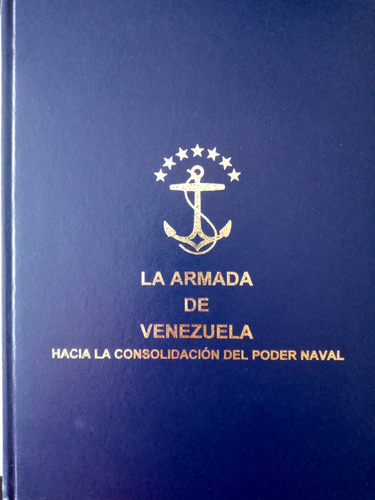 LA ARMADA
DE
VENEZUELA
HACIA LA CONSOLIDACIÓN DEL PODER NAVAL